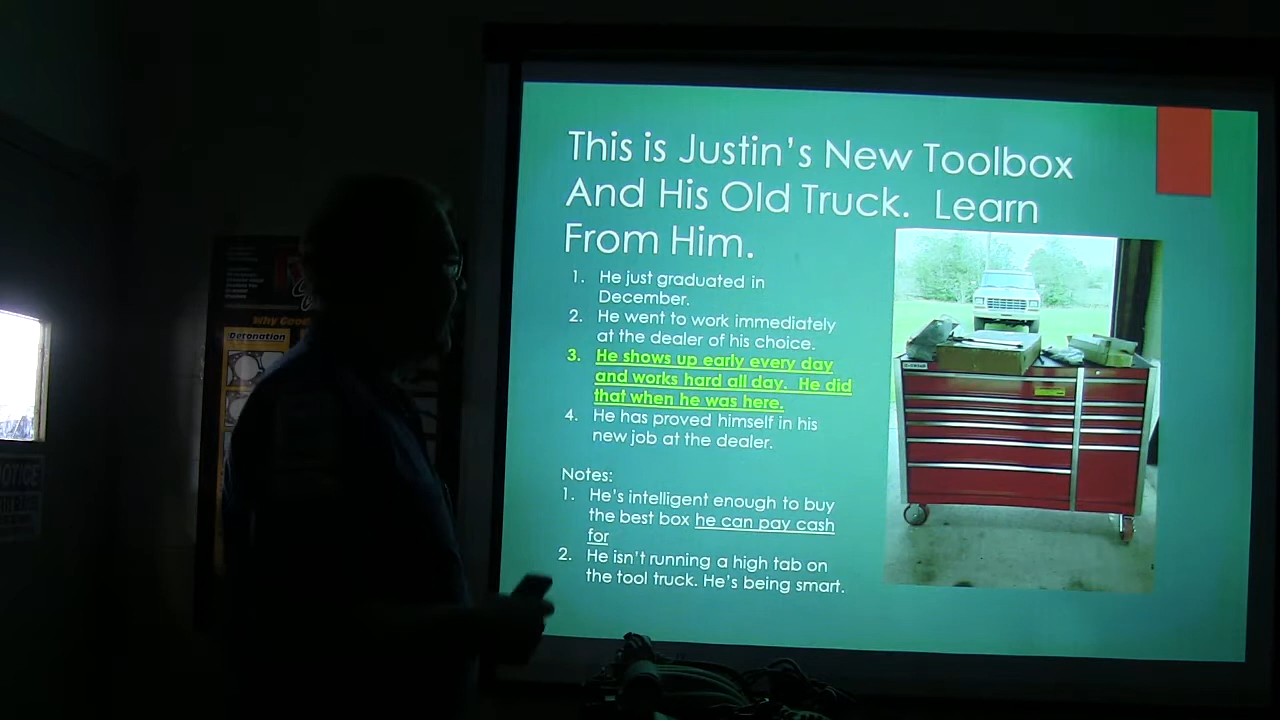 This is Justin's New Toolbox
And His Old Truck.  Learn
From Him.
1. He just graduated in
December.
2. He went to work immediately
at the dealer of his choice.
3. He shows up early every day
and works hard all day.  He did
that when he was here.
4. He has proved himself in his
new job at the dealer.
Notes:
1. He's intelligent enough to buy
the best box he can pay cash
for
2. He isn't running a high tab on
the tool truck. He's being smart.
Why Good
Detonation
NOTICE